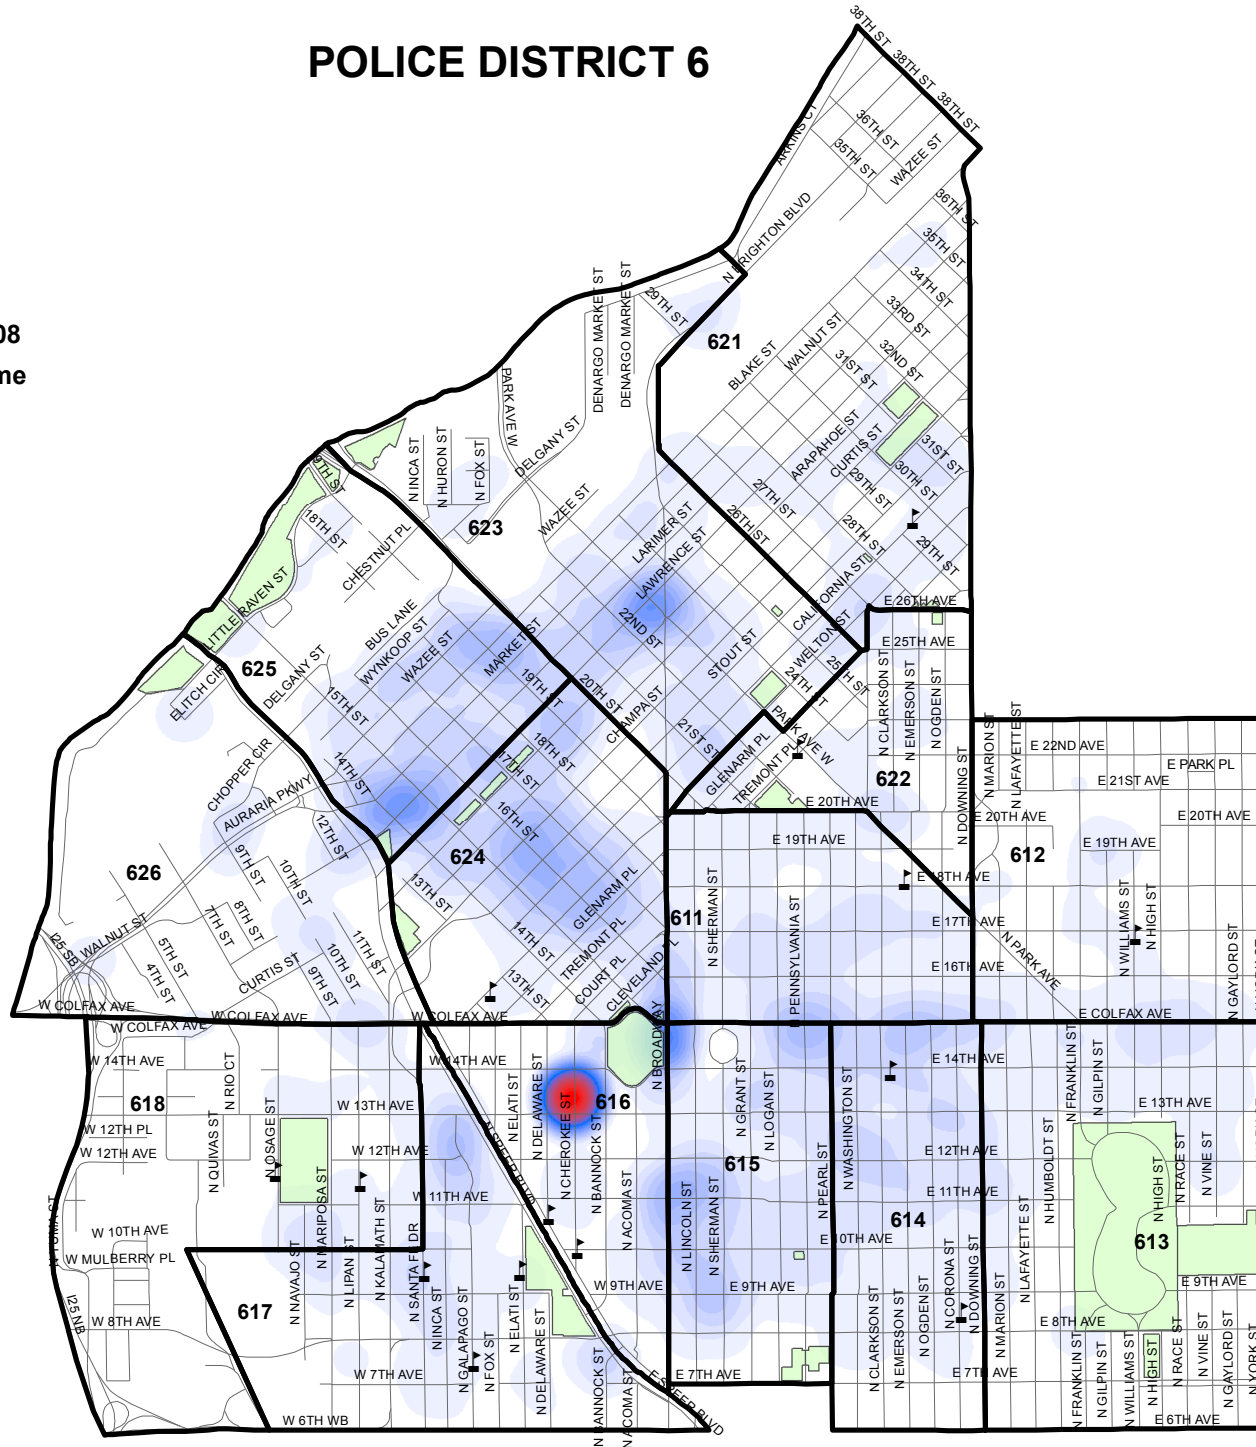 POLICE DISTRICT 6
08
me
38TH ST
38TH ST
38TH ST
ARKINS CT
36TH ST
35TH ST
WAZEE ST
N BRIGHTON BLVD
36TH ST
35TH ST
34TH ST
33RD ST
32ND ST
31ST ST
WALNUT ST
BLAKE ST
621
29TH ST
DENARGO MARKET ST
DENARGO MARKET ST
PARK AVE W
DELGANY ST
N INCA ST
N HURON ST
N FOX ST
623
WAZEE ST
LARIMER ST
LAWRENCE ST
22ND ST
26TH ST
27TH ST
ARAPAHOE ST
CURTIS ST
29TH ST
28TH ST
30TH ST
31ST ST
29TH ST
CALIFORNIA ST
WELTON ST
STOUT ST
24TH ST
25TH ST
E 26TH AVE
E 25TH AVE
18TH ST
CHESTNUT PL
LITTLE RAVEN ST
625
ELITCH CIR
DELGANY ST
BUS LANE
WYNKOOP ST
WAZEE ST
MARKET ST
19TH ST
20TH ST
CHAMPA ST
21ST ST
15TH ST
14TH ST
CHOPPER CIR
AURARIA PKWY
12TH ST
17TH ST
18TH ST
16TH ST
624
13TH ST
14TH ST
13TH ST
GLENARM PL
TREMONT PL
COURT PL
CLEVELAND PL
GLENARM PL
TREMONT PL
PARK AVE W
E 20TH AVE
622
N CLARKSON ST
N EMERSON ST
N OGDEN ST
N DOWNING ST
N MARION ST
N LAFAYETTE ST
E 22ND AVE
E PARK PL
E 21ST AVE
E 20TH AVE
E 20TH AVE
E 19TH AVE
E 19TH AVE
612
E 18TH AVE
E 17TH AVE
E 16TH AVE
N PARK AVE
N WILLIAMS ST
N HIGH ST
N GAYLORD ST
E COLFAX AVE
611
N SHERMAN ST
N PENNSYLVANIA ST
N BROADWAY
626
9TH ST
10TH ST
8TH ST
7TH ST
5TH ST
4TH ST
WALNUT ST
I25 SB
CURTIS ST
11TH ST
10TH ST
9TH ST
W COLFAX AVE
W COLFAX AVE
W COLFAX AVE
W COLFAX AVE
W 14TH AVE
W 14TH AVE
N RIO CT
618
W 13TH AVE
W 12TH PL
W 12TH AVE
W 12TH AVE
N QUIVAS ST
N OSAGE ST
N MARIPOSA ST
W 11TH AVE
N YUMA ST
W 10TH AVE
W MULBERRY PL
I25 NB
W 8TH AVE
617
N NAVAJO ST
N LIPAN ST
N KALAMATH ST
N SANTA FE DR
N INCA ST
N GALAPAGO ST
N FOX ST
N ELATI ST
N DELAWARE ST
W 7TH AVE
W 6TH WB
N SPEER BLVD
N ELATI ST
N DELAWARE ST
N CHEROKEE ST
616
N BANNOCK ST
N ACOMA ST
W 9TH AVE
N BANNOCK ST
N ACOMA ST
E SPEER BLVD
N GRANT ST
N LOGAN ST
615
N LINCOLN ST
N SHERMAN ST
N PEARL ST
E 10TH AVE
E 9TH AVE
E 7TH AVE
N WASHINGTON ST
E 14TH AVE
E 12TH AVE
E 11TH AVE
614
N CLARKSON ST
N EMERSON ST
N OGDEN ST
N CORONA ST
N DOWNING ST
N MARION ST
N LAFAYETTE ST
N HUMBOLDT ST
N FRANKLIN ST
N GILPIN ST
E 13TH AVE
N HIGH ST
N RACE ST
N VINE ST
613
E 9TH AVE
E 8TH AVE
E 7TH AVE
N FRANKLIN ST
N GILPIN ST
N WILLIAMS ST
N HIGH ST
N RACE ST
N VINE ST
N GAYLORD ST
N YORK ST
E 6TH AVE